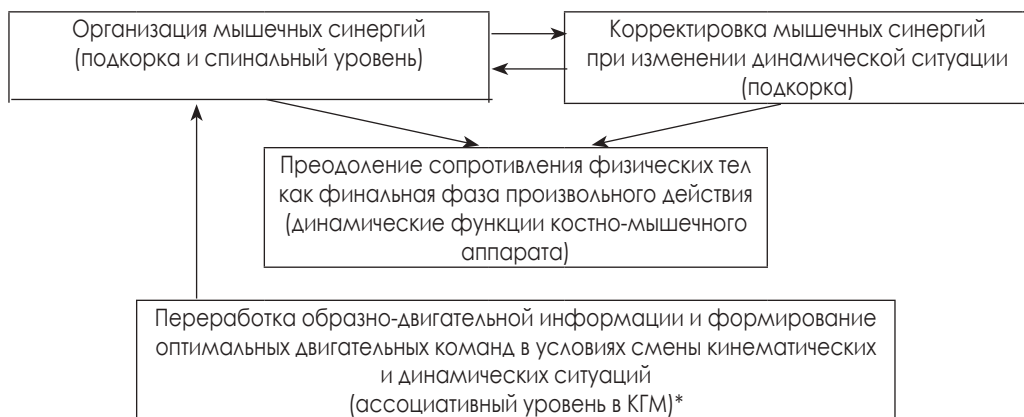 Организация мышечных синергий
(подкорка и спинальный уровень)
Корректировка мышечных синергий
при изменении динамической ситуации
(подкорка)
Преодоление сопротивления физических тел
как финальная фаза произвольного действия
(динамические функции костно-мышечного
аппарата)
Переработка образно-двигательной информации и формирование
оптимальных двигательных команд в условиях смены кинематических
и динамических ситуаций
(ассоциативный уровень в КГМ)*